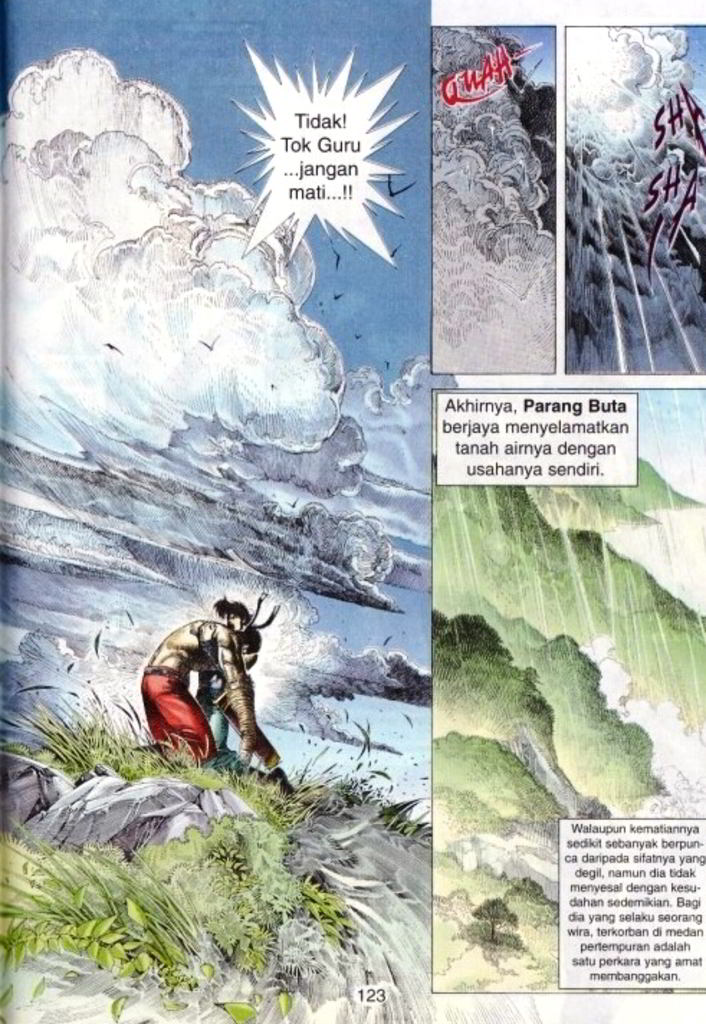 Tidak!
Tok Guru
...jangan
mati...!!
GUAH
SHA
SHA
Akhirnya, Parang Buta
berjaya menyelamatkan
tanah airnya dengan
usahanya sendiri.
Walaupun kematiannya
sedikit sebanyak berpun-
ca daripada sifatnya yang
degil, namun dia tidak
menyesal dengan kesu-
dahan sedemikian. Bagi
dia yang selaku seorang
wira, terkorban di medan
pertempuran adalah
satu perkara yang amat
membanggakan.
123